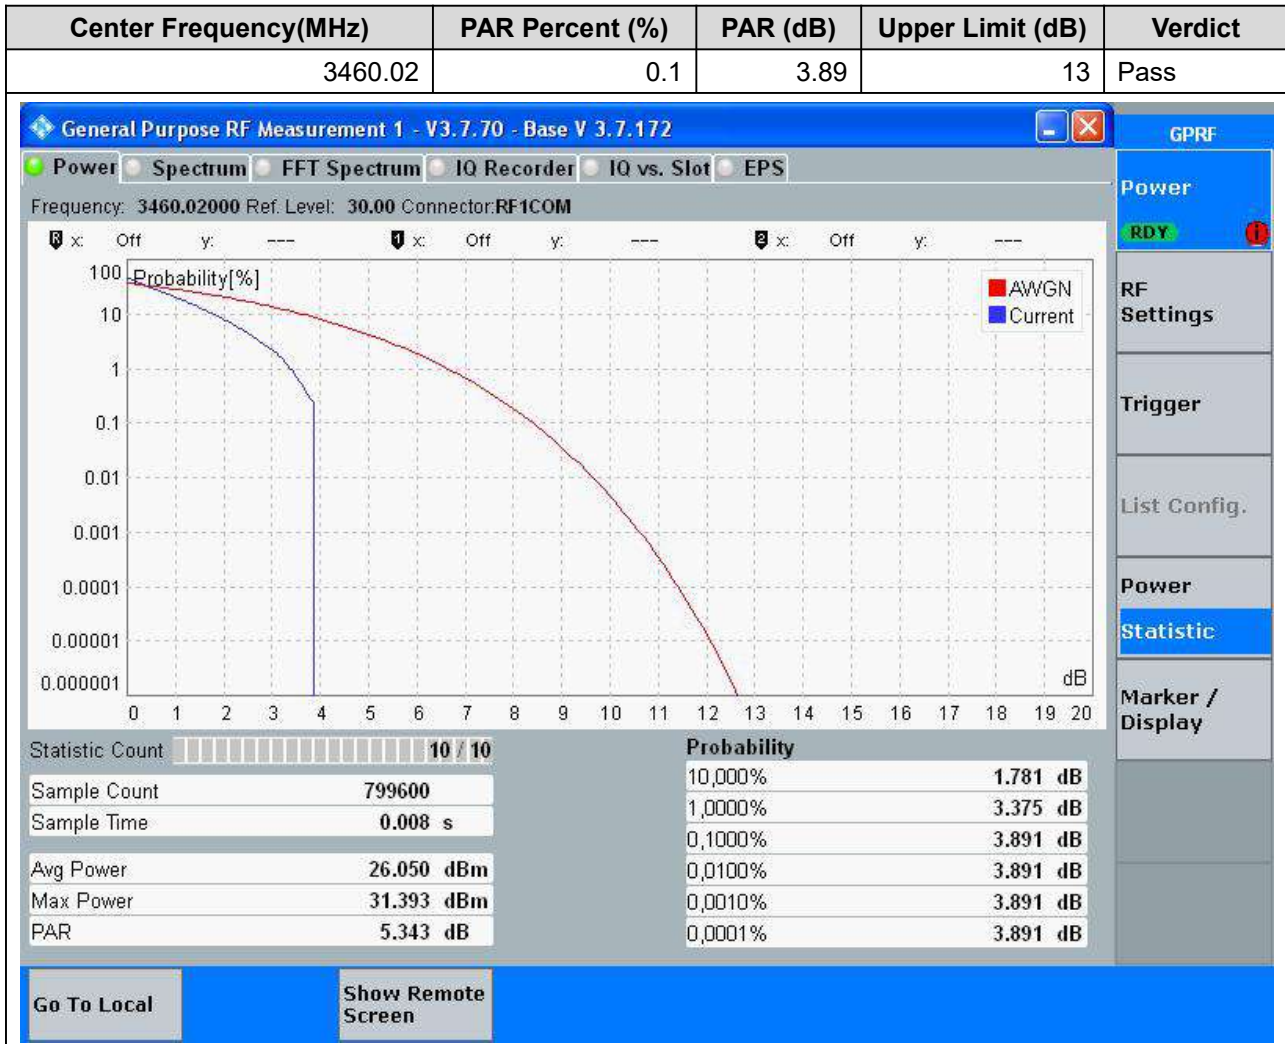 Center Frequency(MHz) PAR Percent (%) PAR (dB) Upper Limit (dB) Verdict
3460.02 0.1 3.89 13 Pass
General Purpose RF Measurement 1 - V3.7.70 - Base V 3.7.172
GPRF
Power Spectrum FFT Spectrum IQ Recorder IQ vs. Slot EPS
Frequency: 3460.02000 Ref. Level: 30.00 Connector:RF1COM
R x: Off y: --- 1 x: Off y: --- 2 x: Off y: ---
Probability[%]
100
10
1
0.1
0.01
0.001
0.0001
0.00001
0.000001
AWGN
Current
dB
0 1 2 3 4 5 6 7 8 9 10 11 12 13 14 15 16 17 18 19 20
Statistic Count 10 / 10
Sample Count 799600
Sample Time 0.008 s
Avg Power 26.050 dBm
Max Power 31.393 dBm
PAR 5.343 dB
Probability
10,000% 1.781 dB
1,0000% 3.375 dB
0,1000% 3.891 dB
0,0100% 3.891 dB
0,0010% 3.891 dB
0,0001% 3.891 dB
Power
RDY
RF
Settings
Trigger
List Config.
Power
Statistic
Marker /
Display
Go To Local
Show Remote
Screen